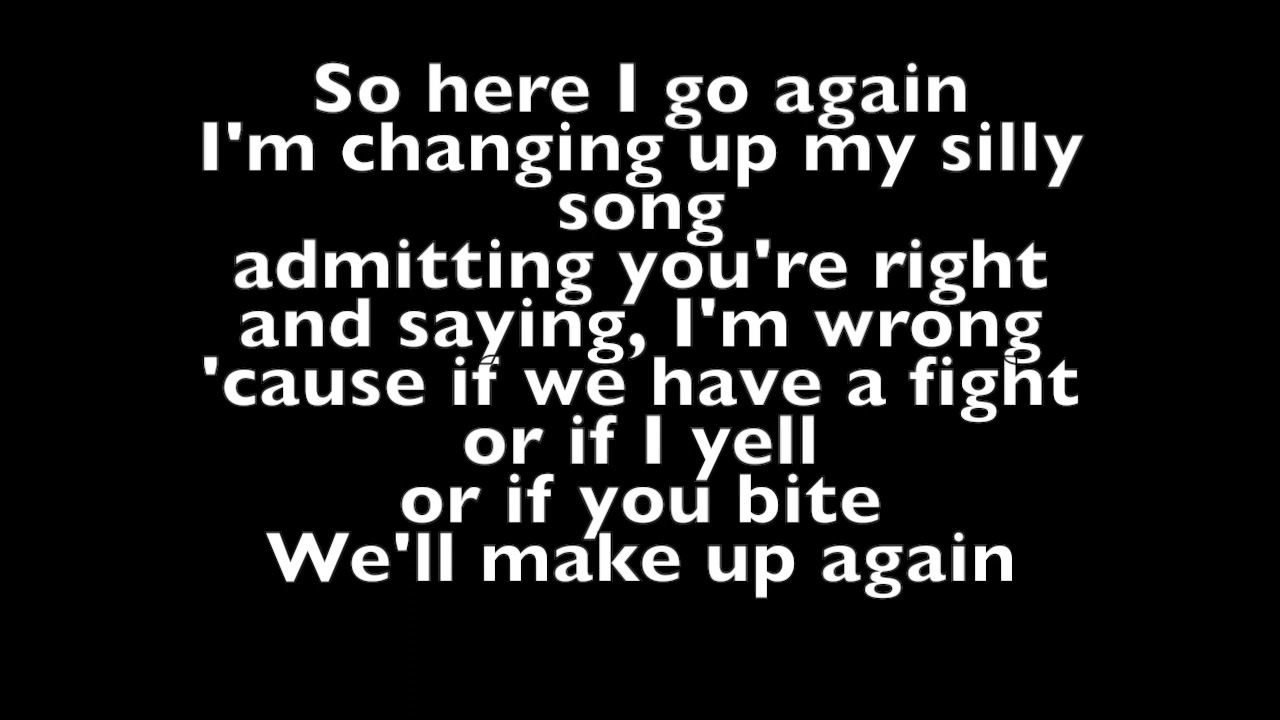 So here I go again
I'm changing up my silly
song
admitting you're right
and saying, I'm wrong
'cause if we have a fight
or if I yell
or if you bite
We'll make up again